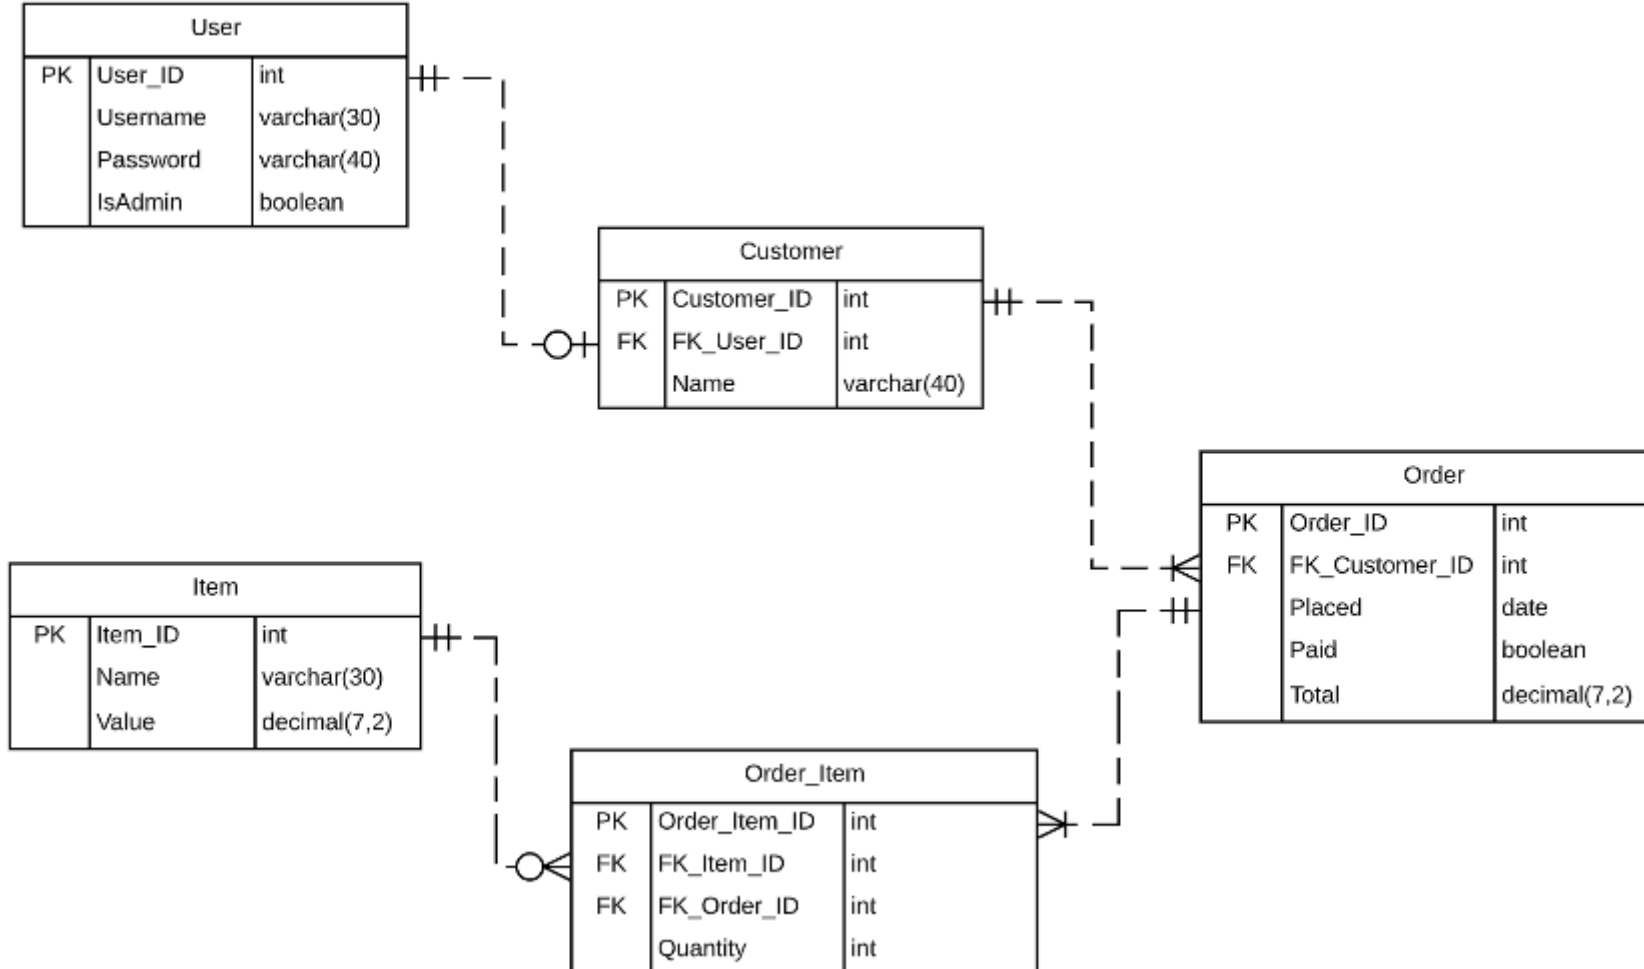 User
PK User_ID int
Username varchar(30)
Password varchar(40)
IsAdmin boolean
Customer
PK Customer_ID int
FK FK_User_ID int
Name varchar(40)
Order
PK Order_ID int
FK FK_Customer_ID int
Placed date
Paid boolean
Total decimal(7,2)
Item
PK Item_ID int
Name varchar(30)
Value decimal(7,2)
Order_Item
PK Order_Item_ID int
FK FK_Item_ID int
FK FK_Order_ID int
Quantity int